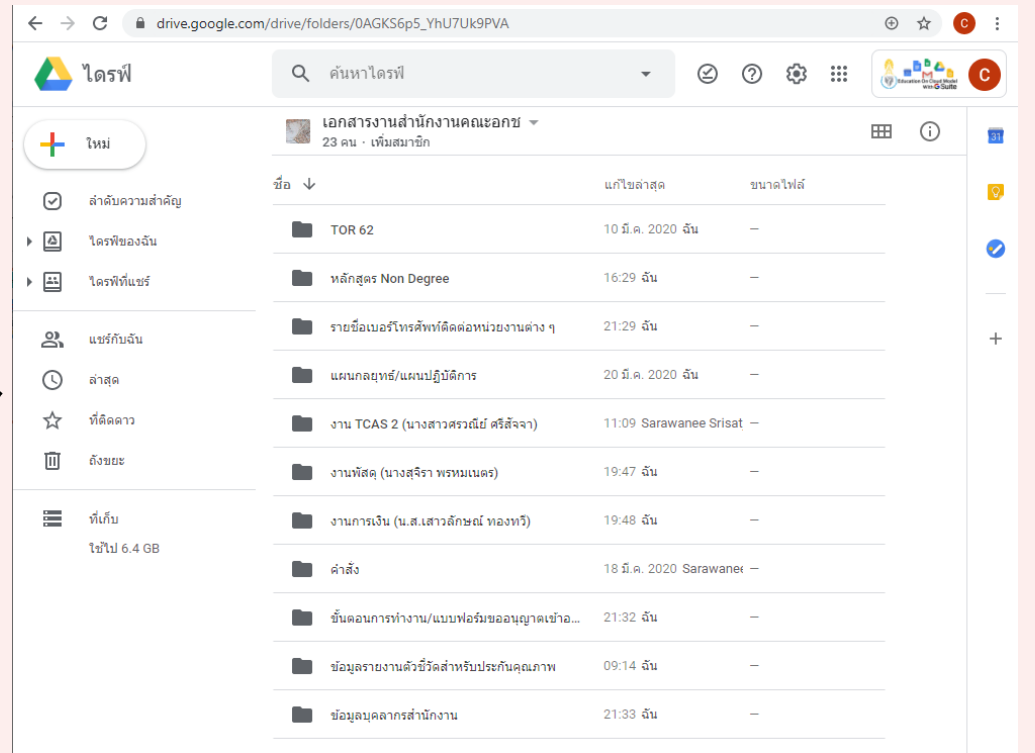 drive.google.com/drive/folders/0AGKS6p5_YhU7Uk9PVA
C
ไดรฟ์
ค้นหาไดรฟ์
Education On Cloud Model
With G Suite
C
ใหม่
เอกสารงานสำนักงานคณะอกช
23 คน · เพิ่มสมาชิก
31
ชื่อ แก้ไขล่าสุด ขนาดไฟล์
ลำดับความสำคัญ
ไดรฟ์ของฉัน
ไดรฟ์ที่แชร์
แชร์กับฉัน
ล่าสุด
ที่ติดดาว
ถังขยะ
ที่เก็บ
ใช้ไป 6.4 GB
TOR 62 10 มี.ค. 2020 ฉัน —
หลักสูตร Non Degree 16:29 ฉัน —
รายชื่อเบอร์โทรศัพท์ติดต่อหน่วยงานต่าง ๆ 21:29 ฉัน —
แผนกลยุทธ์/แผนปฏิบัติการ 20 มี.ค. 2020 ฉัน —
งาน TCAS 2 (นางสาวศรวณีย์ ศรีสัจจา) 11:09 Sarawanee Srisat —
งานพัสดุ (นางสุจิรา พรหมเนตร) 19:47 ฉัน —
งานการเงิน (น.ส.เสาวลักษณ์ ทองทวี) 19:48 ฉัน —
คำสั่ง 18 มี.ค. 2020 Sarawanee —
ขั้นตอนการทำงาน/แบบฟอร์มขออนุญาตเข้าอ... 21:32 ฉัน —
ข้อมูลรายงานตัวชี้วัดสำหรับประกันคุณภาพ 09:14 ฉัน —
ข้อมูลบุคลากรสำนักงาน 21:33 ฉัน —